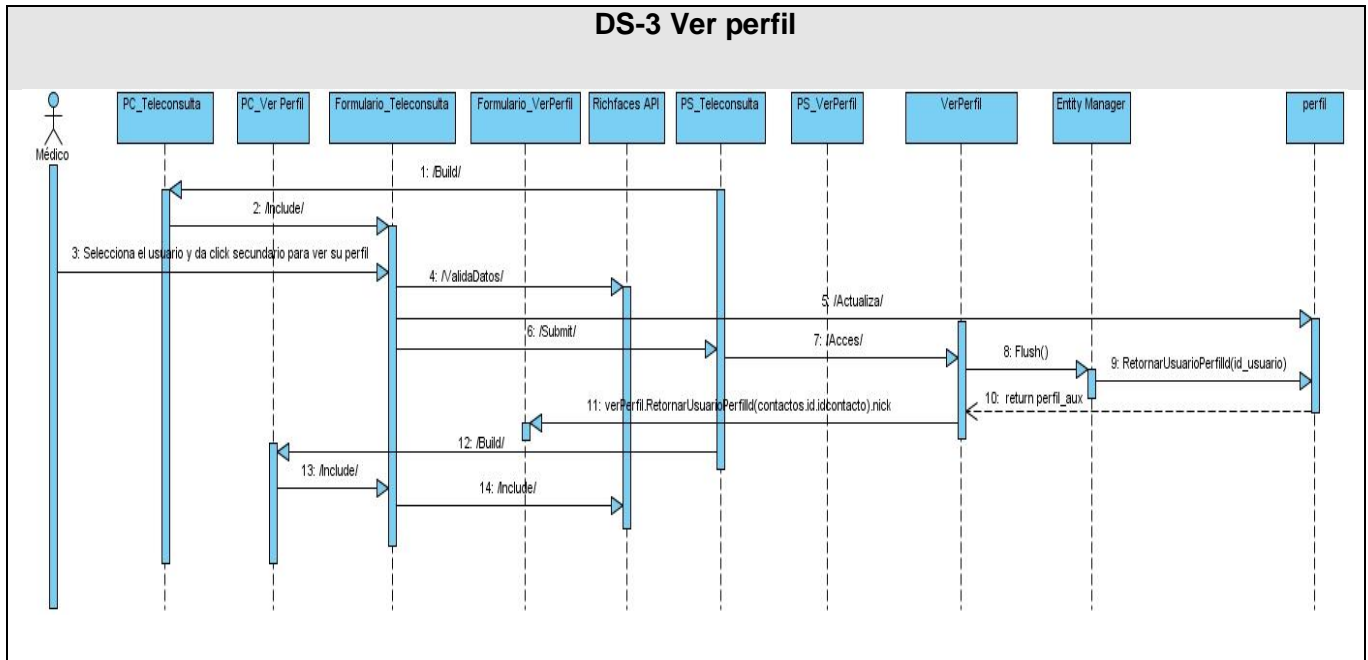 DS-3 Ver perfil
Médico
PC_Teleconsulta
PC_Ver Perfil
Formulario_Teleconsulta
Formulario_VerPerfil
Richfaces API
PS_Teleconsulta
PS_VerPerfil
VerPerfil
Entity Manager
perfil
1: /Build/
2: /Include/
3: Selecciona el usuario y da click secundario para ver su perfil
4: /ValidaDatos/
5: /Actualiza/
6: /Submit/
7: /Acces/
8: Flush()
9: RetornarUsuarioPerfilId(id_usuario)
10: return perfil_aux
11: verPerfil.RetornarUsuarioPerfilId(contactos.id.idcontacto).nick
12: /Build/
13: /Include/
14: /Include/